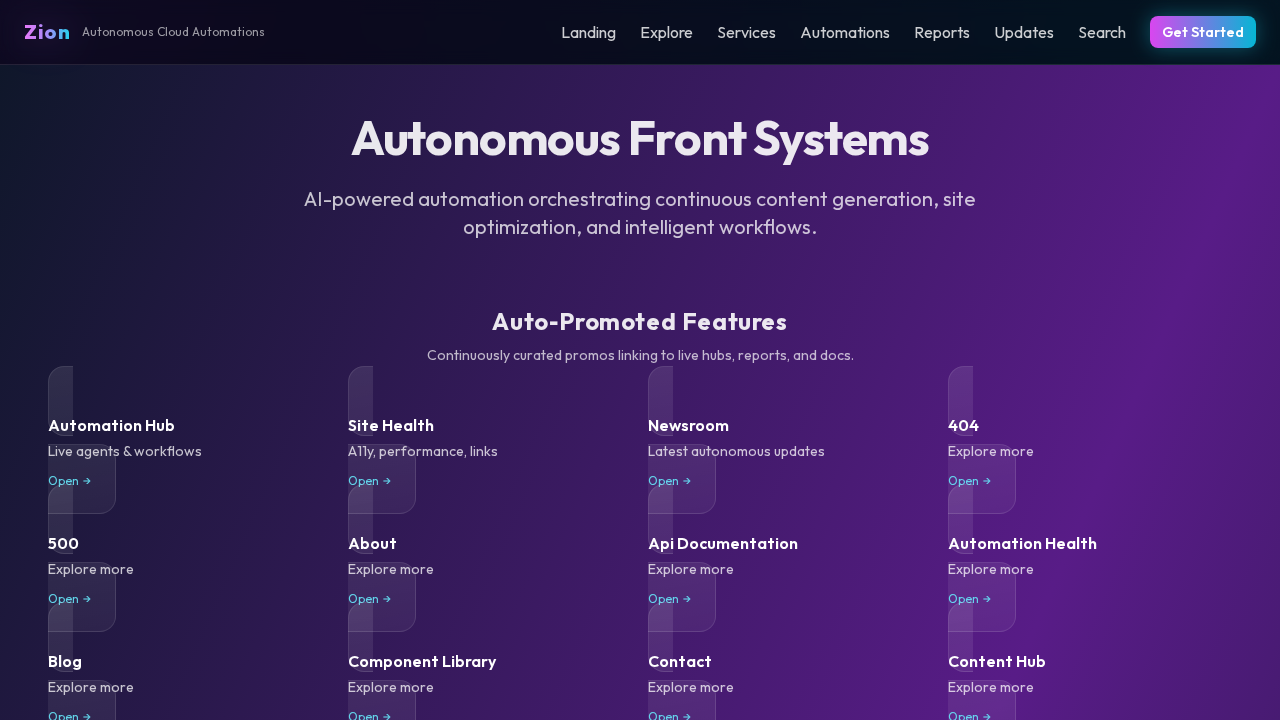 Zion Autonomous Cloud Automations Landing Explore Services Automations Reports Updates Search Get Started
Autonomous Front Systems
AI-powered automation orchestrating continuous content generation, site
optimization, and intelligent workflows.
Auto-Promoted Features
Continuously curated promos linking to live hubs, reports, and docs.
Automation Hub
Live agents & workflows
Open →
Site Health
A11y, performance, links
Open →
Newsroom
Latest autonomous updates
Open →
404
Explore more
Open →
500
Explore more
Open →
About
Explore more
Open →
Api Documentation
Explore more
Open →
Automation Health
Explore more
Open →
Blog
Explore more
Open →
Component Library
Explore more
Open →
Contact
Explore more
Open →
Content Hub
Explore more
Open →